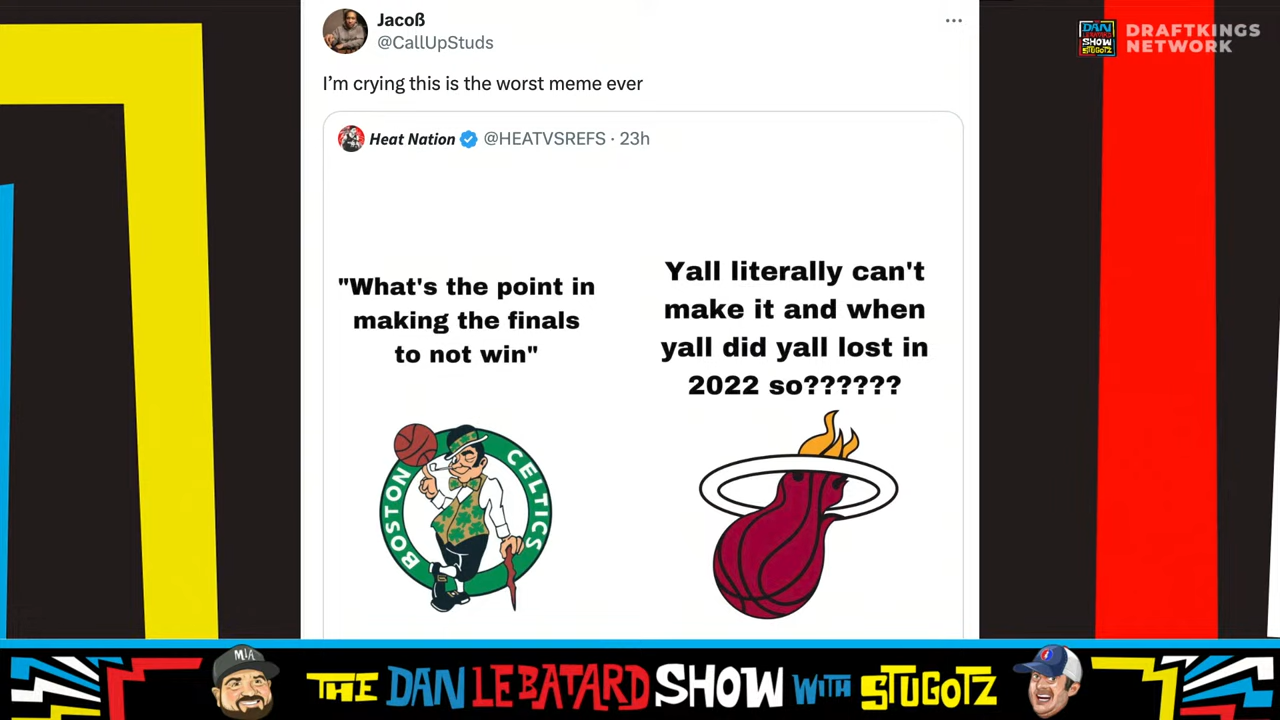 Jacoß
@CallUpStuds
I'm crying this is the worst meme ever
Heat Nation @HEATVSREFS · 23h
"What's the point in
making the finals
to not win"
Yall literally can't
make it and when
yall did yall lost in
2022 so??????
BOSTON CELTICS
DAN
LEBATARD
SHOW
STUGOTZ
DRAFTKINGS
NETWORK
MIA
THE DAN LEBATARD SHOW WITH STUGOTZ